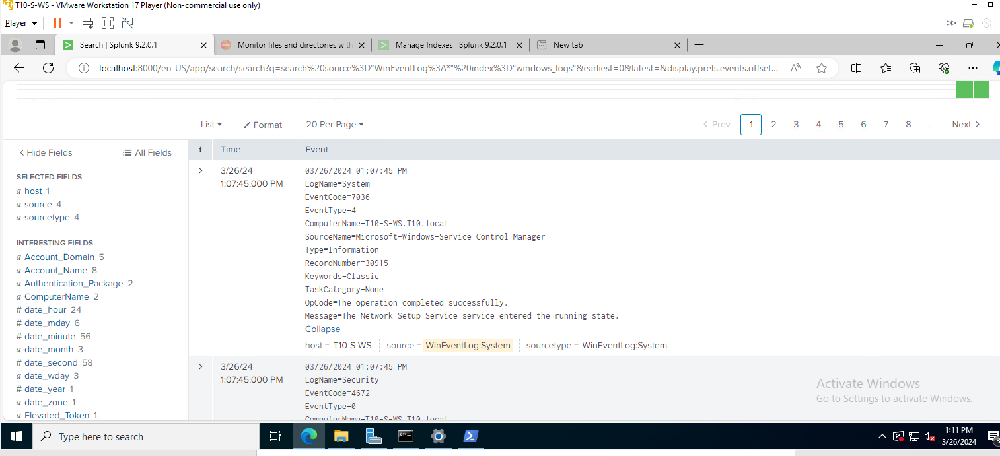 T10-S-WS - VMware Workstation 17 Player (Non-commercial use only)
Player
Search | Splunk 9.2.0.1
Monitor files and directories with
Manage Indexes | Splunk 9.2.0.1
New tab
localhost:8000/en-US/app/search/search?q=search%20source%3D"WinEventLog%3A*"%20index%3D"windows_logs"&earliest=0&latest=&display.prefs.events.offset...
List Format 20 Per Page
< Prev 1 2 3 4 5 6 7 8 ... Next >
< Hide Fields All Fields
i Time Event
SELECTED FIELDS
a host 1
a source 4
a sourcetype 4
INTERESTING FIELDS
a Account_Domain 5
a Account_Name 8
a Authentication_Package 2
a ComputerName 2
# date_hour 24
# date_mday 6
# date_minute 56
a date_month 3
# date_second 58
a date_wday 3
# date_year 1
a date_zone 1
a Elevated_Token 1
3/26/24
1:07:45.000 PM
03/26/2024 01:07:45 PM
LogName=System
EventCode=7036
EventType=4
ComputerName=T10-S-WS.T10.local
SourceName=Microsoft-Windows-Service Control Manager
Type=Information
RecordNumber=30915
Keywords=Classic
TaskCategory=None
OpCode=The operation completed successfully.
Message=The Network Setup Service service entered the running state.
Collapse
host = T10-S-WS source = WinEventLog:System sourcetype = WinEventLog:System
3/26/24
1:07:45.000 PM
03/26/2024 01:07:45 PM
LogName=Security
EventCode=4672
EventType=0
ComputerName=T10-S-WS.T10.local
Activate Windows
Go to Settings to activate Windows.
Type here to search
1:11 PM
3/26/2024
3